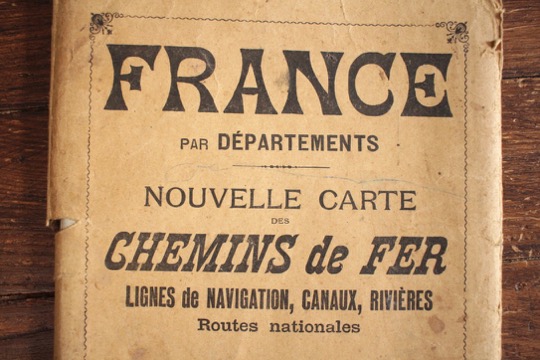 FRANCE
PAR DÉPARTEMENTS
NOUVELLE CARTE
DES
CHEMINS de FER
LIGNES de NAVIGATION, CANAUX, RIVIÈRES
Routes nationales